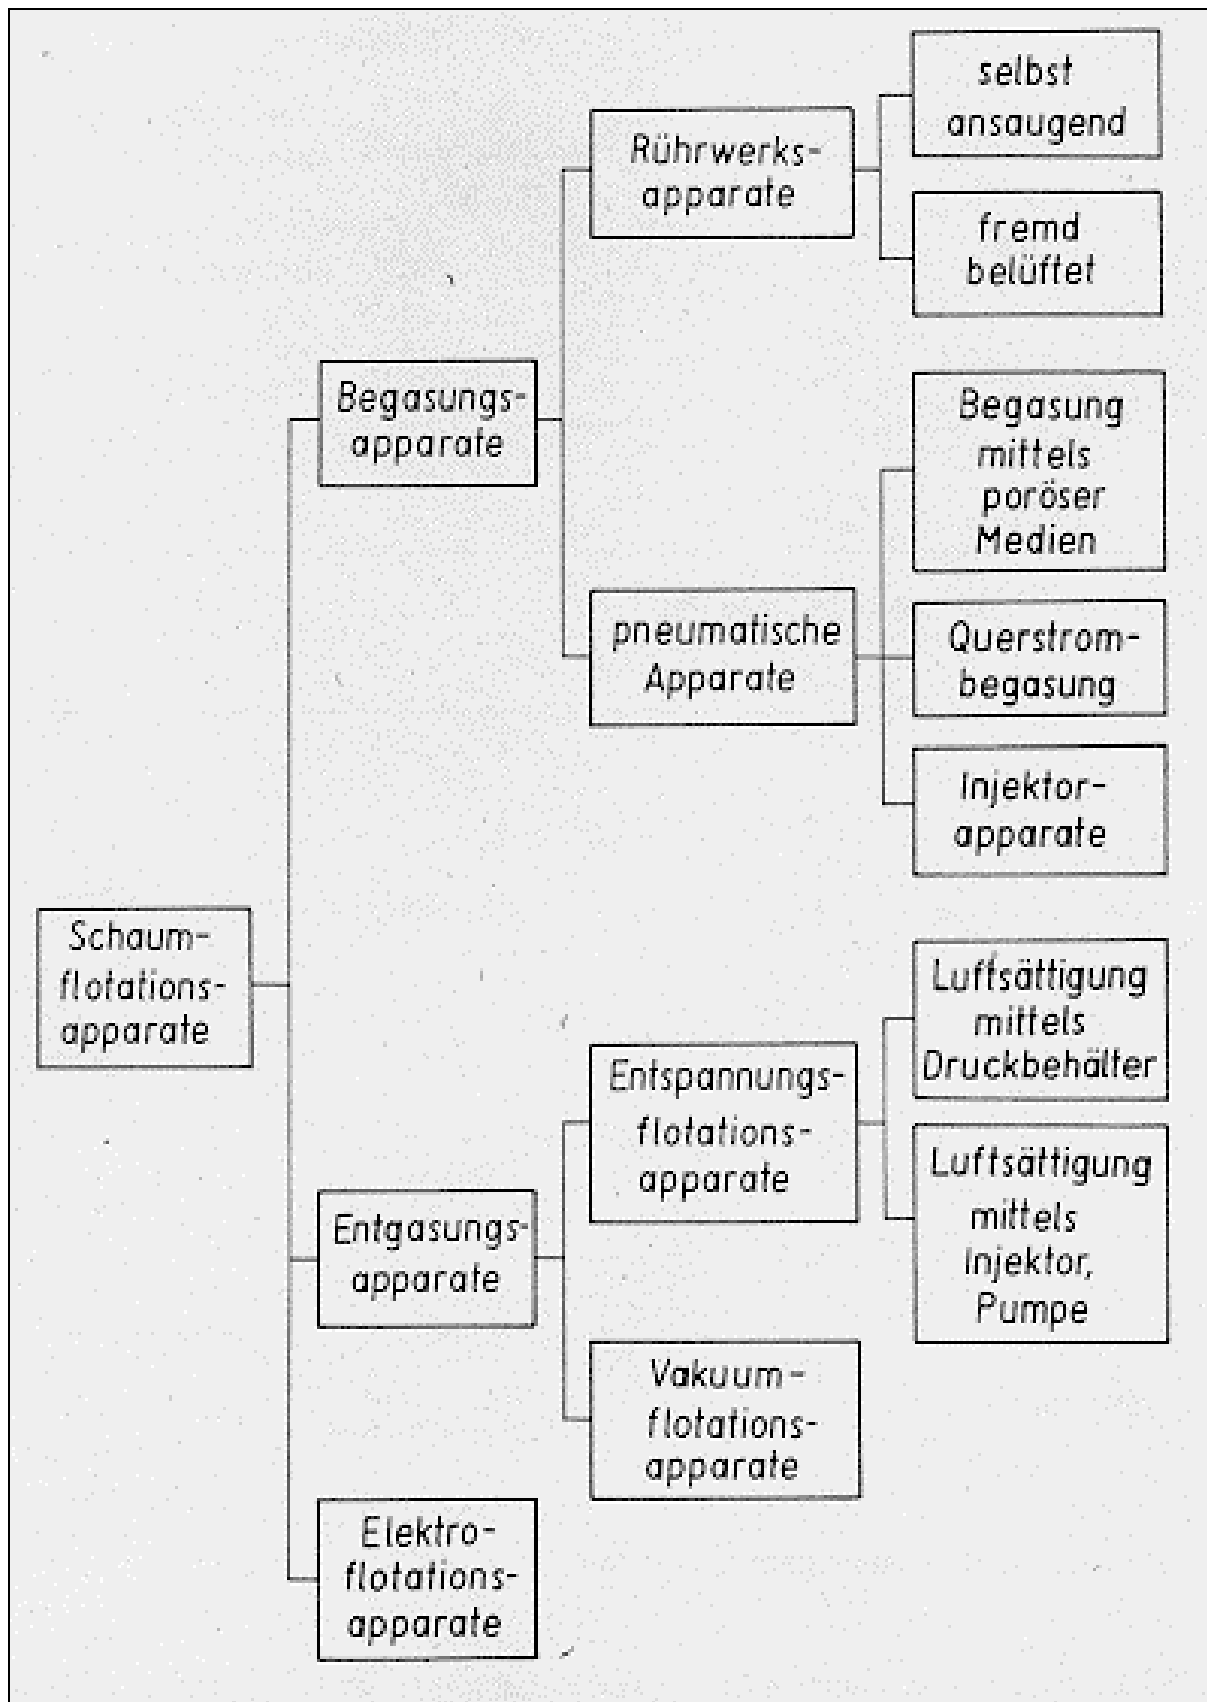 selbst
ansaugend
Rührwerks-
apparate
fremd
belüftet
Begasungs-
apparate
Begasung
mittels
poröser
Medien
pneumatische
Apparate
Querstrom-
begasung
Injektor-
apparate
Schaum-
flotations-
apparate
Luftsättigung
mittels
Druckbehälter
Entspannungs-
flotations-
apparate
Luftsättigung
mittels
Injektor,
Pumpe
Entgasungs-
apparate
Vakuum-
flotations-
apparate
Elektro-
flotations-
apparate